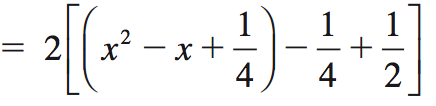 = 2[(x² − x + 1/4) − 1/4 + 1/2]